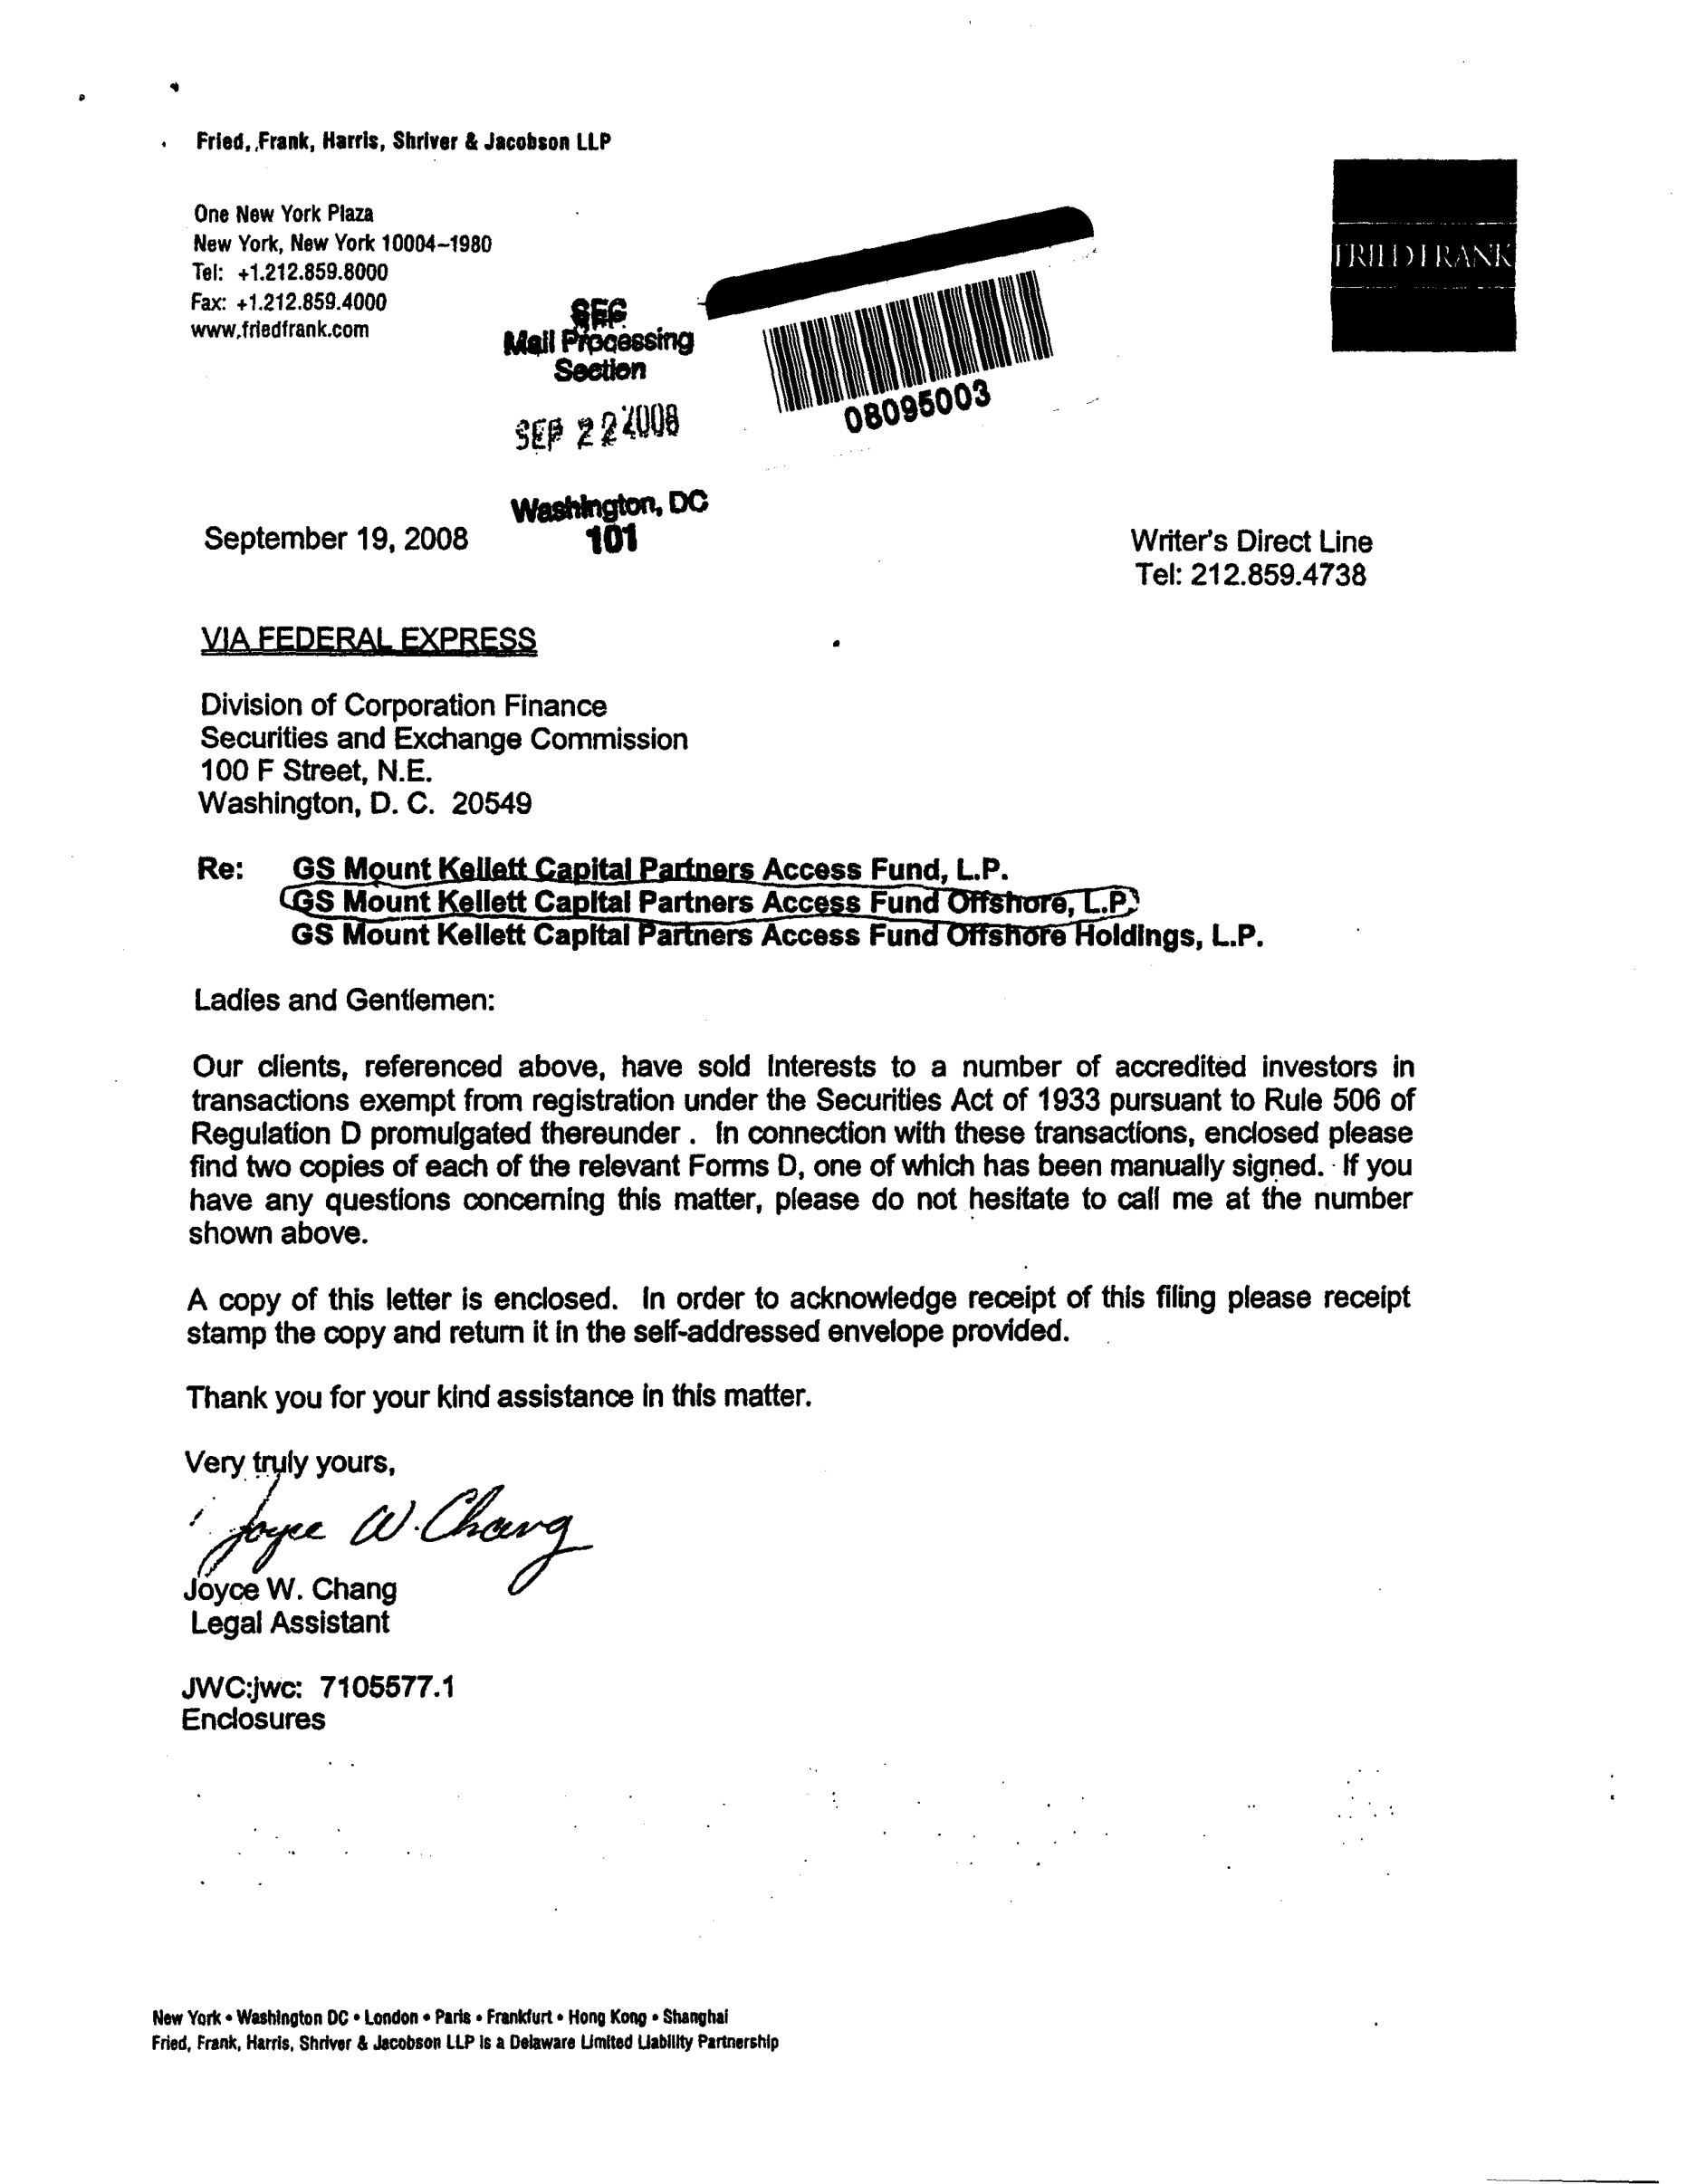 Fried, Frank, Harris, Shriver & Jacobson LLP
One New York Plaza
New York, New York 10004-1980
Tel: +1.212.859.8000
Fax: +1.212.859.4000
www.friedfrank.com
FRIED FRANK
SEC
Mail Processing
Section
SEP 22 2008
Washington, DC
101
08095003
September 19, 2008
Writer's Direct Line
Tel: 212.859.4738
VIA FEDERAL EXPRESS
Division of Corporation Finance
Securities and Exchange Commission
100 F Street, N.E.
Washington, D. C. 20549
Re: GS Mount Kellett Capital Partners Access Fund, L.P.
GS Mount Kellett Capital Partners Access Fund Offshore, L.P.
GS Mount Kellett Capital Partners Access Fund Offshore Holdings, L.P.
Ladies and Gentlemen:
Our clients, referenced above, have sold Interests to a number of accredited investors in
transactions exempt from registration under the Securities Act of 1933 pursuant to Rule 506 of
Regulation D promulgated thereunder . In connection with these transactions, enclosed please
find two copies of each of the relevant Forms D, one of which has been manually signed. If you
have any questions concerning this matter, please do not hesitate to call me at the number
shown above.
A copy of this letter is enclosed. In order to acknowledge receipt of this filing please receipt
stamp the copy and return it in the self-addressed envelope provided.
Thank you for your kind assistance in this matter.
Very truly yours,
Joyce W. Chang
Joyce W. Chang
Legal Assistant
JWC:jwc: 7105577.1
Enclosures
New York • Washington DC • London • Paris • Frankfurt • Hong Kong • Shanghai
Fried, Frank, Harris, Shriver & Jacobson LLP is a Delaware Limited Liability Partnership